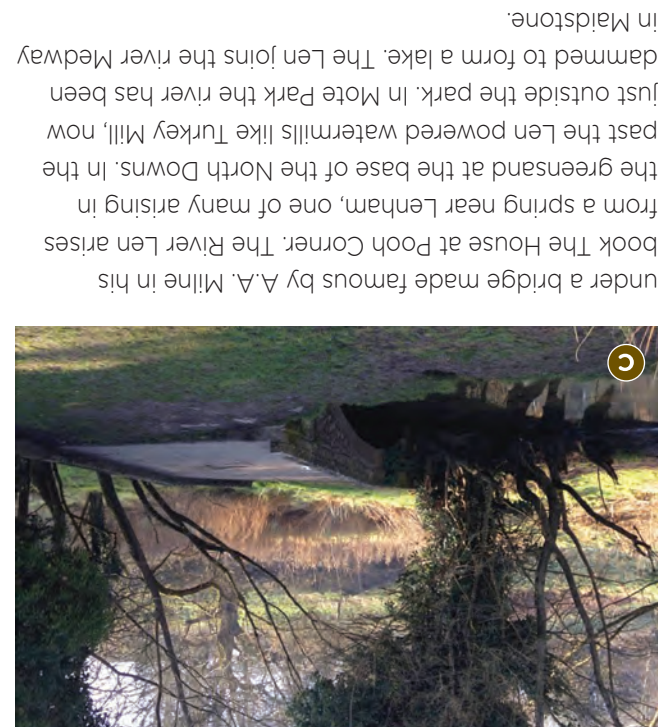 C
under a bridge made famous by A.A. Milne in his
book The House at Pooh Corner. The River Len arises
from a spring near Lenham, one of many arising in
the greensand at the base of the North Downs. In the
past the Len powered watermills like Turkey Mill, now
just outside the park. In Mote Park the river has been
dammed to form a lake. The Len joins the river Medway
in Maidstone.